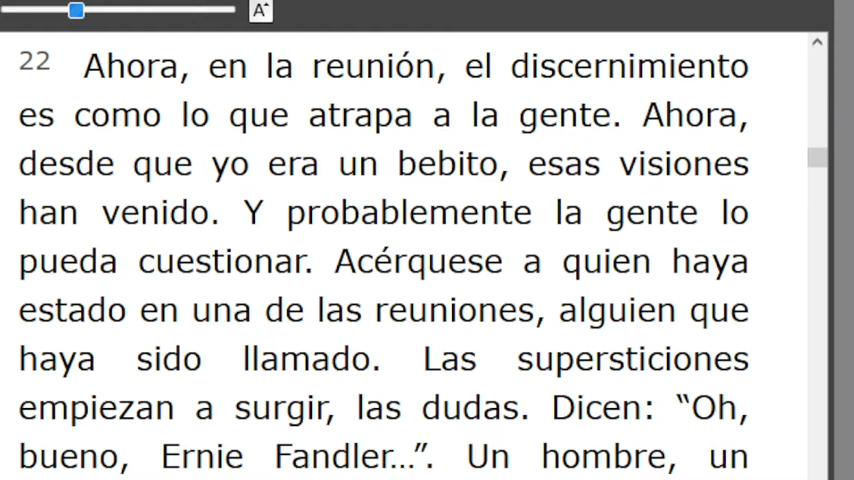 A
22 Ahora, en la reunión, el discernimiento
es como lo que atrapa a la gente. Ahora,
desde que yo era un bebito, esas visiones
han venido. Y probablemente la gente lo
pueda cuestionar. Acérquese a quien haya
estado en una de las reuniones, alguien que
haya sido llamado. Las supersticiones
empiezan a surgir, las dudas. Dicen: “Oh,
bueno, Ernie Fandler...”. Un hombre, un